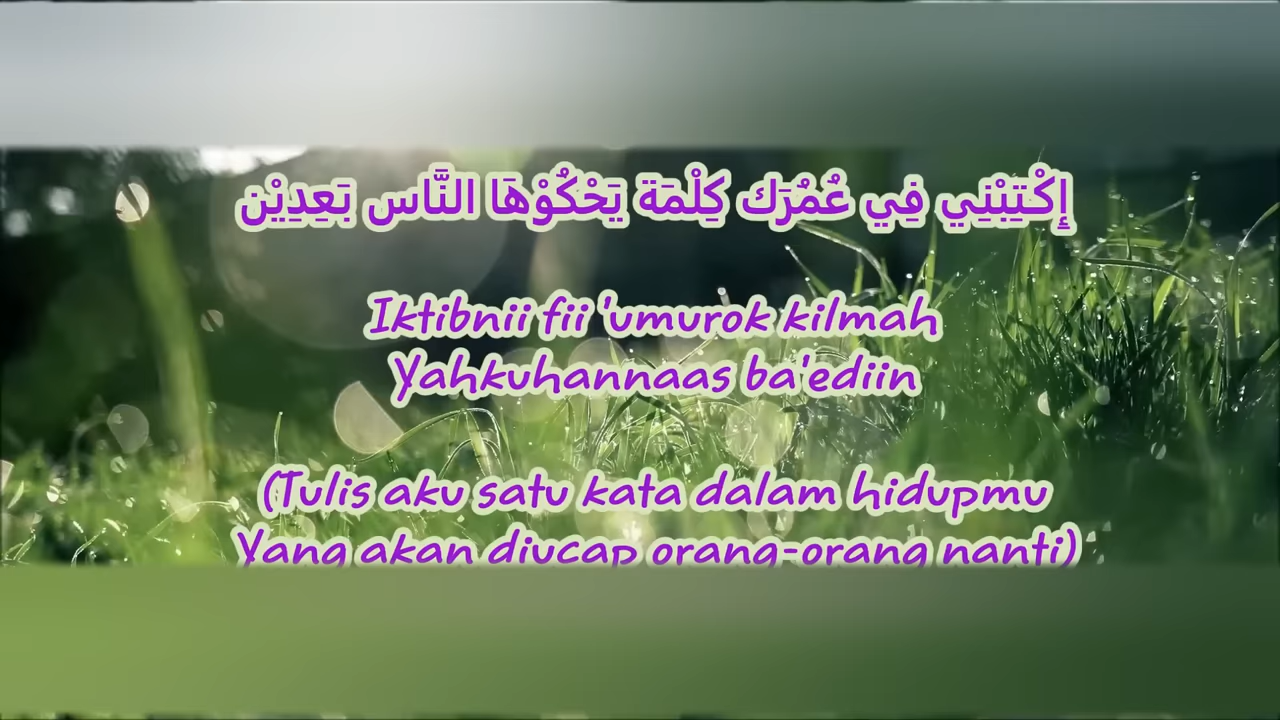 إِكْتِبْنِي فِي عُمُرَك كِلْمَة يَحْكُوْهَا النَّاس بَعِدِيْن
Iktibnii fii 'umurok kilmah
Yahkuhannaas ba'ediin
(Tulis aku satu kata dalam hidupmu
Yang akan diucap orang-orang nanti)